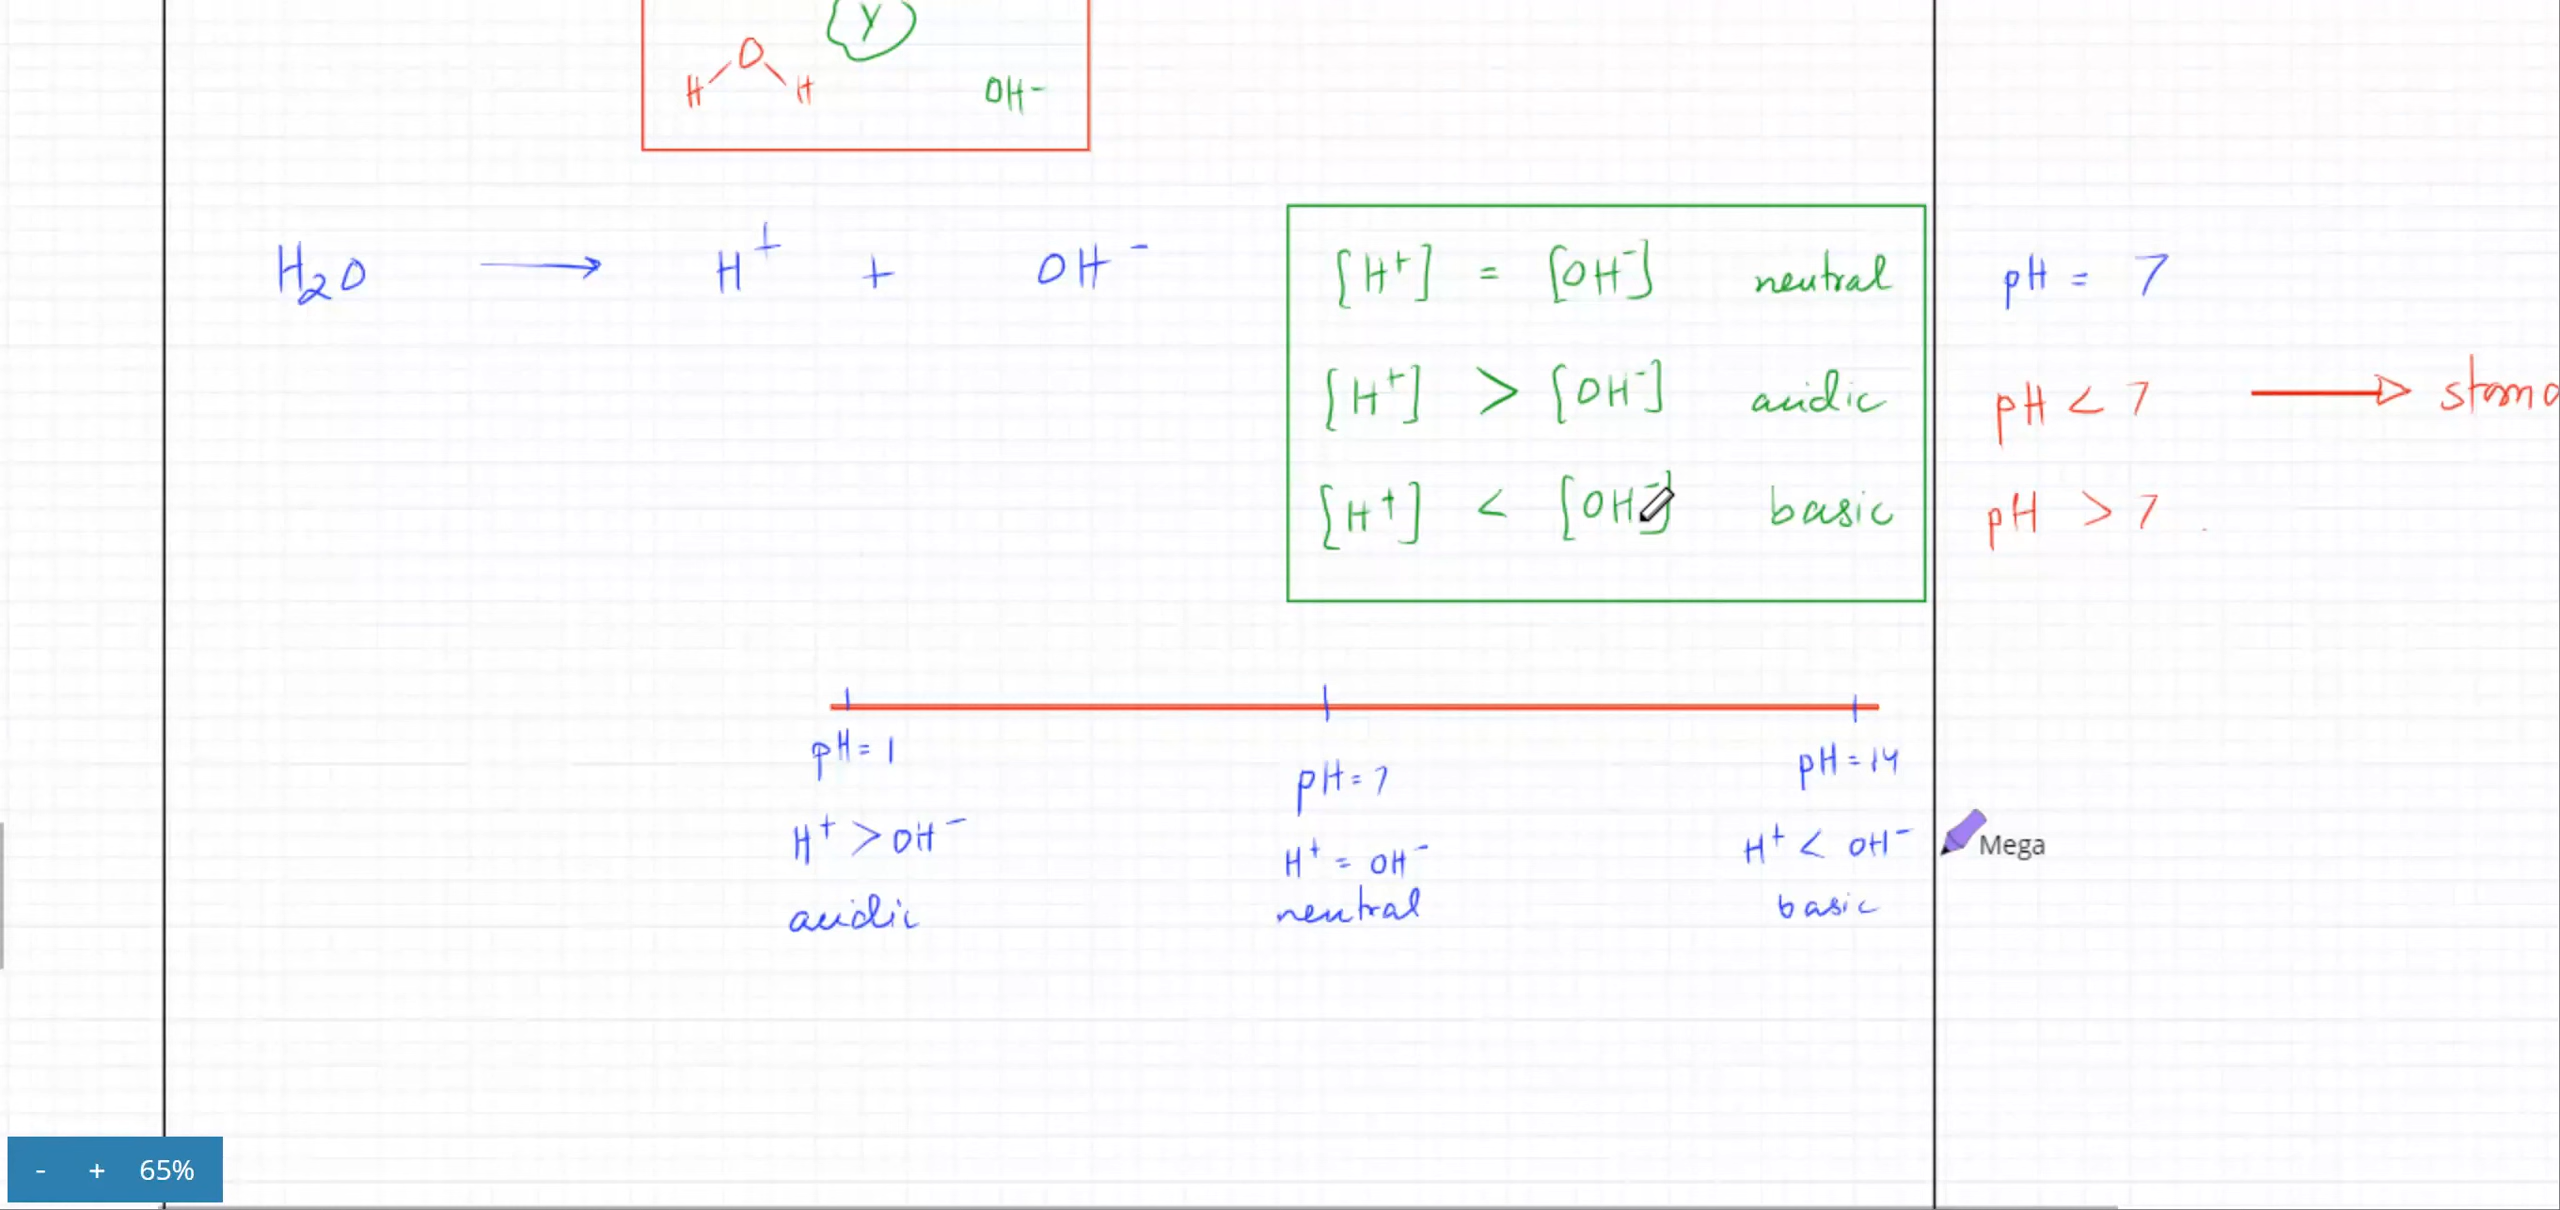 Y
O
H H
OH-
H2O → H+ + OH-
[H+] = [OH-] neutral pH = 7
[H+] > [OH-] acidic pH < 7 → stoma
[H+] < [OH-] basic pH > 7
pH = 1
pH = 7
pH = 14
H+ > OH-
H+ = OH-
H+ < OH-
Mega
acidic
neutral
basic
- + 65%